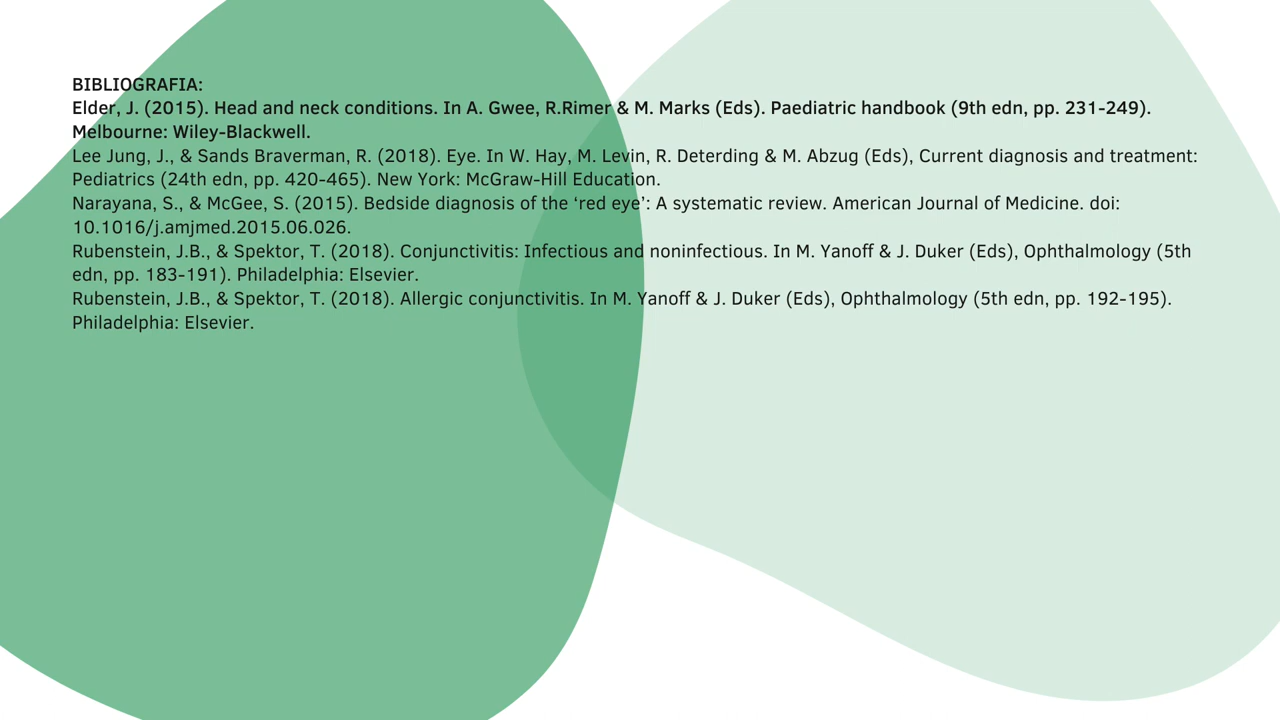 BIBLIOGRAFIA:
Elder, J. (2015). Head and neck conditions. In A. Gwee, R.Rimer & M. Marks (Eds). Paediatric handbook (9th edn, pp. 231-249).
Melbourne: Wiley-Blackwell.
Lee Jung, J., & Sands Braverman, R. (2018). Eye. In W. Hay, M. Levin, R. Deterding & M. Abzug (Eds), Current diagnosis and treatment:
Pediatrics (24th edn, pp. 420-465). New York: McGraw-Hill Education.
Narayana, S., & McGee, S. (2015). Bedside diagnosis of the ‘red eye’: A systematic review. American Journal of Medicine. doi:
10.1016/j.amjmed.2015.06.026.
Rubenstein, J.B., & Spektor, T. (2018). Conjunctivitis: Infectious and noninfectious. In M. Yanoff & J. Duker (Eds), Ophthalmology (5th
edn, pp. 183-191). Philadelphia: Elsevier.
Rubenstein, J.B., & Spektor, T. (2018). Allergic conjunctivitis. In M. Yanoff & J. Duker (Eds), Ophthalmology (5th edn, pp. 192-195).
Philadelphia: Elsevier.